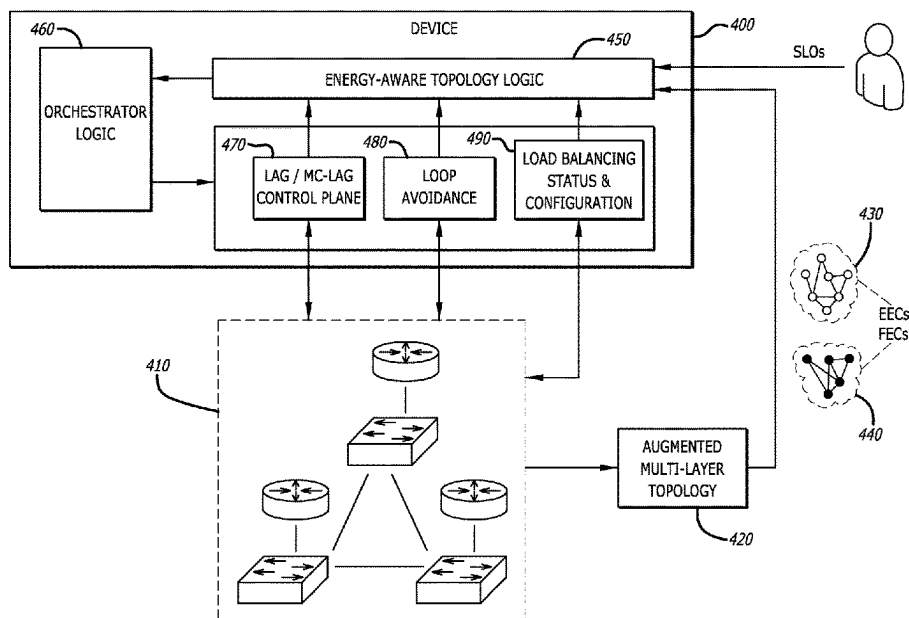 460
DEVICE
450
400
SLOs
ENERGY-AWARE TOPOLOGY LOGIC
ORCHESTRATOR
LOGIC
470
LAG / MC-LAG
CONTROL PLANE
480
LOOP
AVOIDANCE
490
LOAD BALANCING
STATUS &
CONFIGURATION
430
EECs
FECs
440
410
AUGMENTED
MULTI-LAYER
TOPOLOGY
420